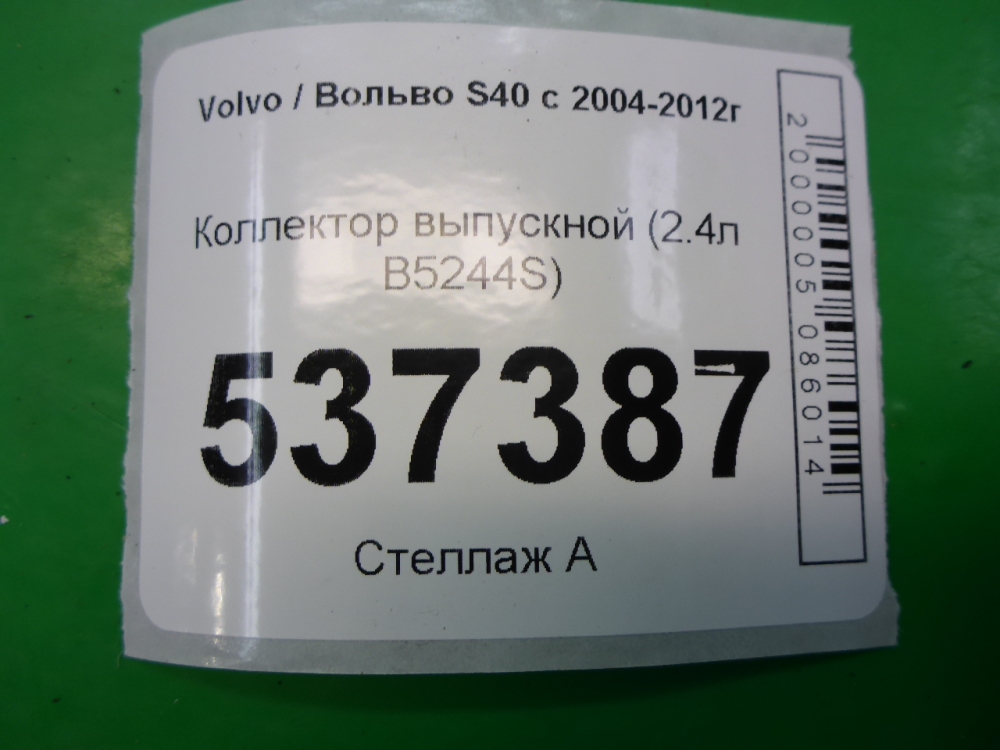 Volvo / Вольво S40 с 2004-2012г
Коллектор выпускной (2.4л
B5244S)
537387
Стеллаж А
2000005086014